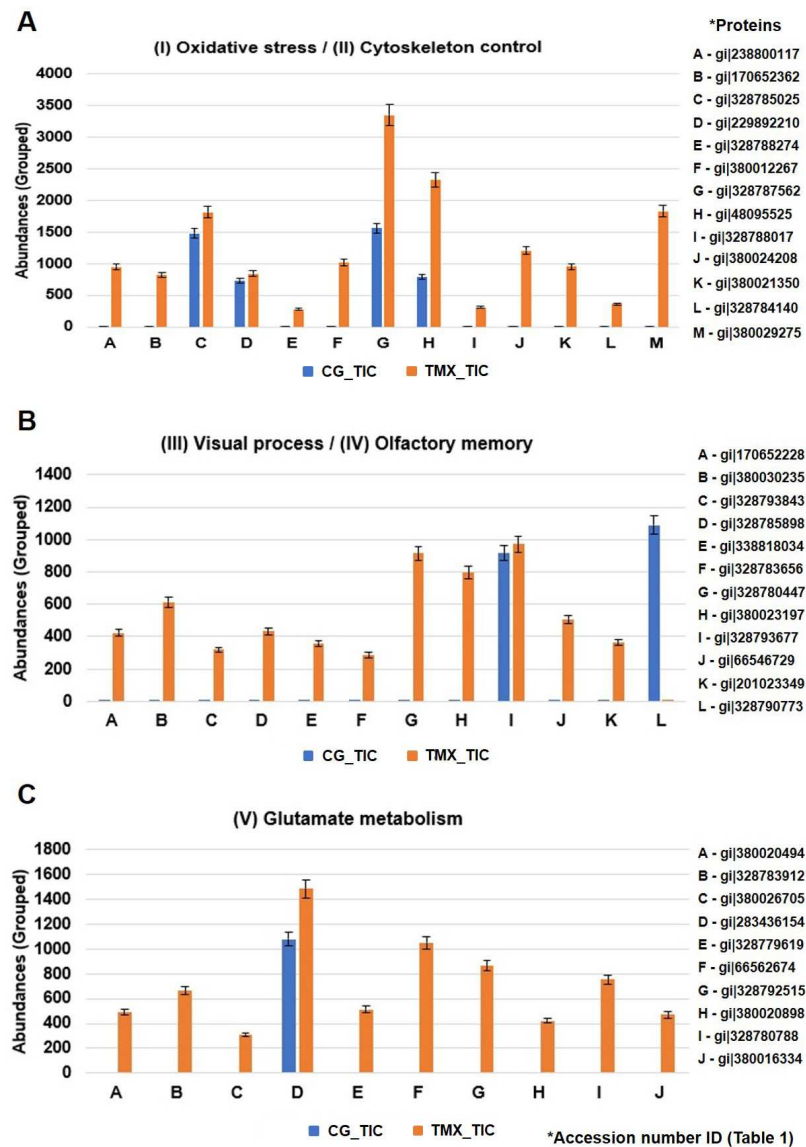 A
(I) Oxidative stress / (II) Cytoskeleton control
*Proteins
A - gi|238800117
B - gi|170652362
C - gi|328785025
D - gi|229892210
E - gi|328788274
F - gi|380012267
G - gi|328787562
H - gi|48095525
I - gi|328788017
J - gi|380024208
K - gi|380021350
L - gi|328784140
M - gi|380029275
Abundances (Grouped)
4000
3500
3000
2500
2000
1500
1000
500
0
A B C D E F G H I J K L M
CG_TIC TMX_TIC
B
(III) Visual process / (IV) Olfactory memory
A - gi|170652228
B - gi|380030235
C - gi|328793843
D - gi|328785898
E - gi|338818034
F - gi|328783656
G - gi|328780447
H - gi|380023197
I - gi|328793677
J - gi|66546729
K - gi|201023349
L - gi|328790773
Abundances (Grouped)
1400
1200
1000
800
600
400
200
0
A B C D E F G H I J K L
CG_TIC TMX_TIC
C
(V) Glutamate metabolism
A - gi|380020494
B - gi|328783912
C - gi|380026705
D - gi|283436154
E - gi|328779619
F - gi|66562674
G - gi|328792515
H - gi|380020898
I - gi|328780788
J - gi|380016334
Abundances (Grouped)
1800
1600
1400
1200
1000
800
600
400
200
0
A B C D E F G H I J
CG_TIC TMX_TIC
*Accession number ID (Table 1)